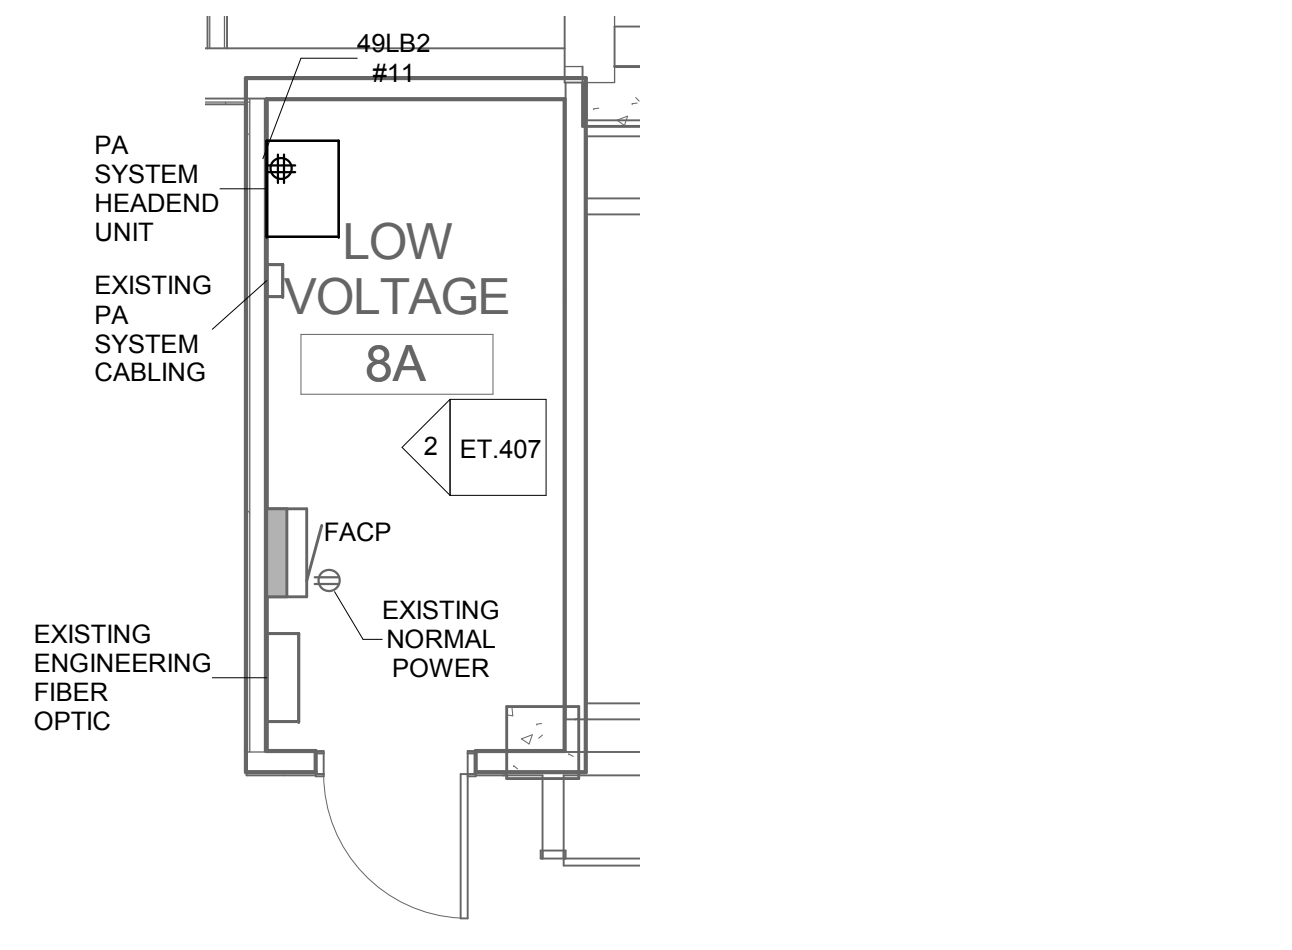 49LB2
#11
PA
SYSTEM
HEADEND
UNIT
LOW
VOLTAGE
EXISTING
PA
SYSTEM
CABLING
8A
2
ET.407
FACP
EXISTING
NORMAL
POWER
EXISTING
ENGINEERING
FIBER
OPTIC